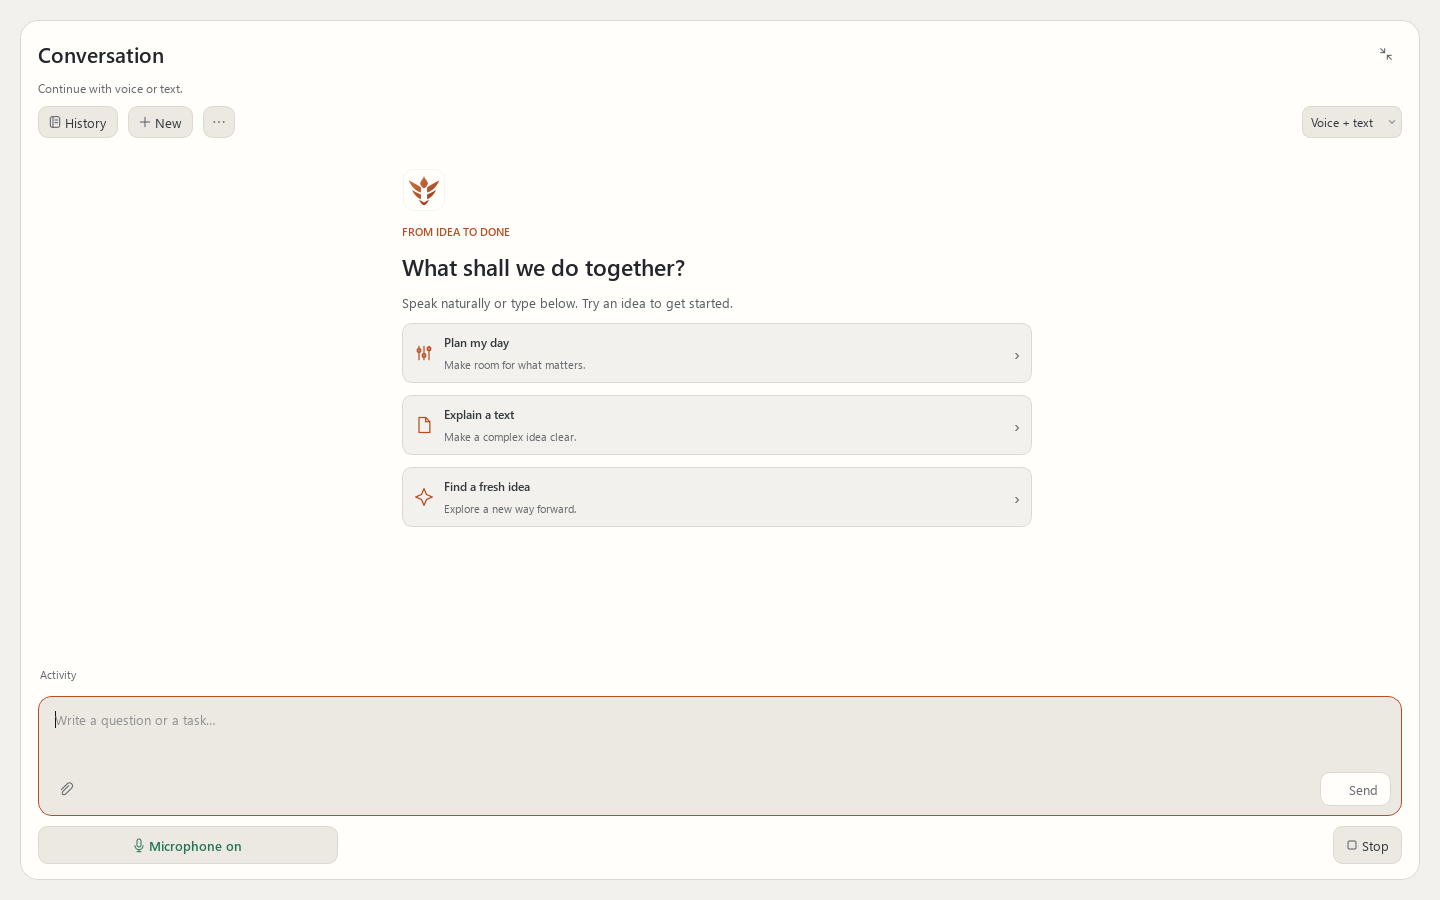 Conversation
Continue with voice or text.
History
New
...
Voice + text
FROM IDEA TO DONE
What shall we do together?
Speak naturally or type below. Try an idea to get started.
Plan my day
Make room for what matters.
Explain a text
Make a complex idea clear.
Find a fresh idea
Explore a new way forward.
Activity
Write a question or a task...
Send
Microphone on
Stop